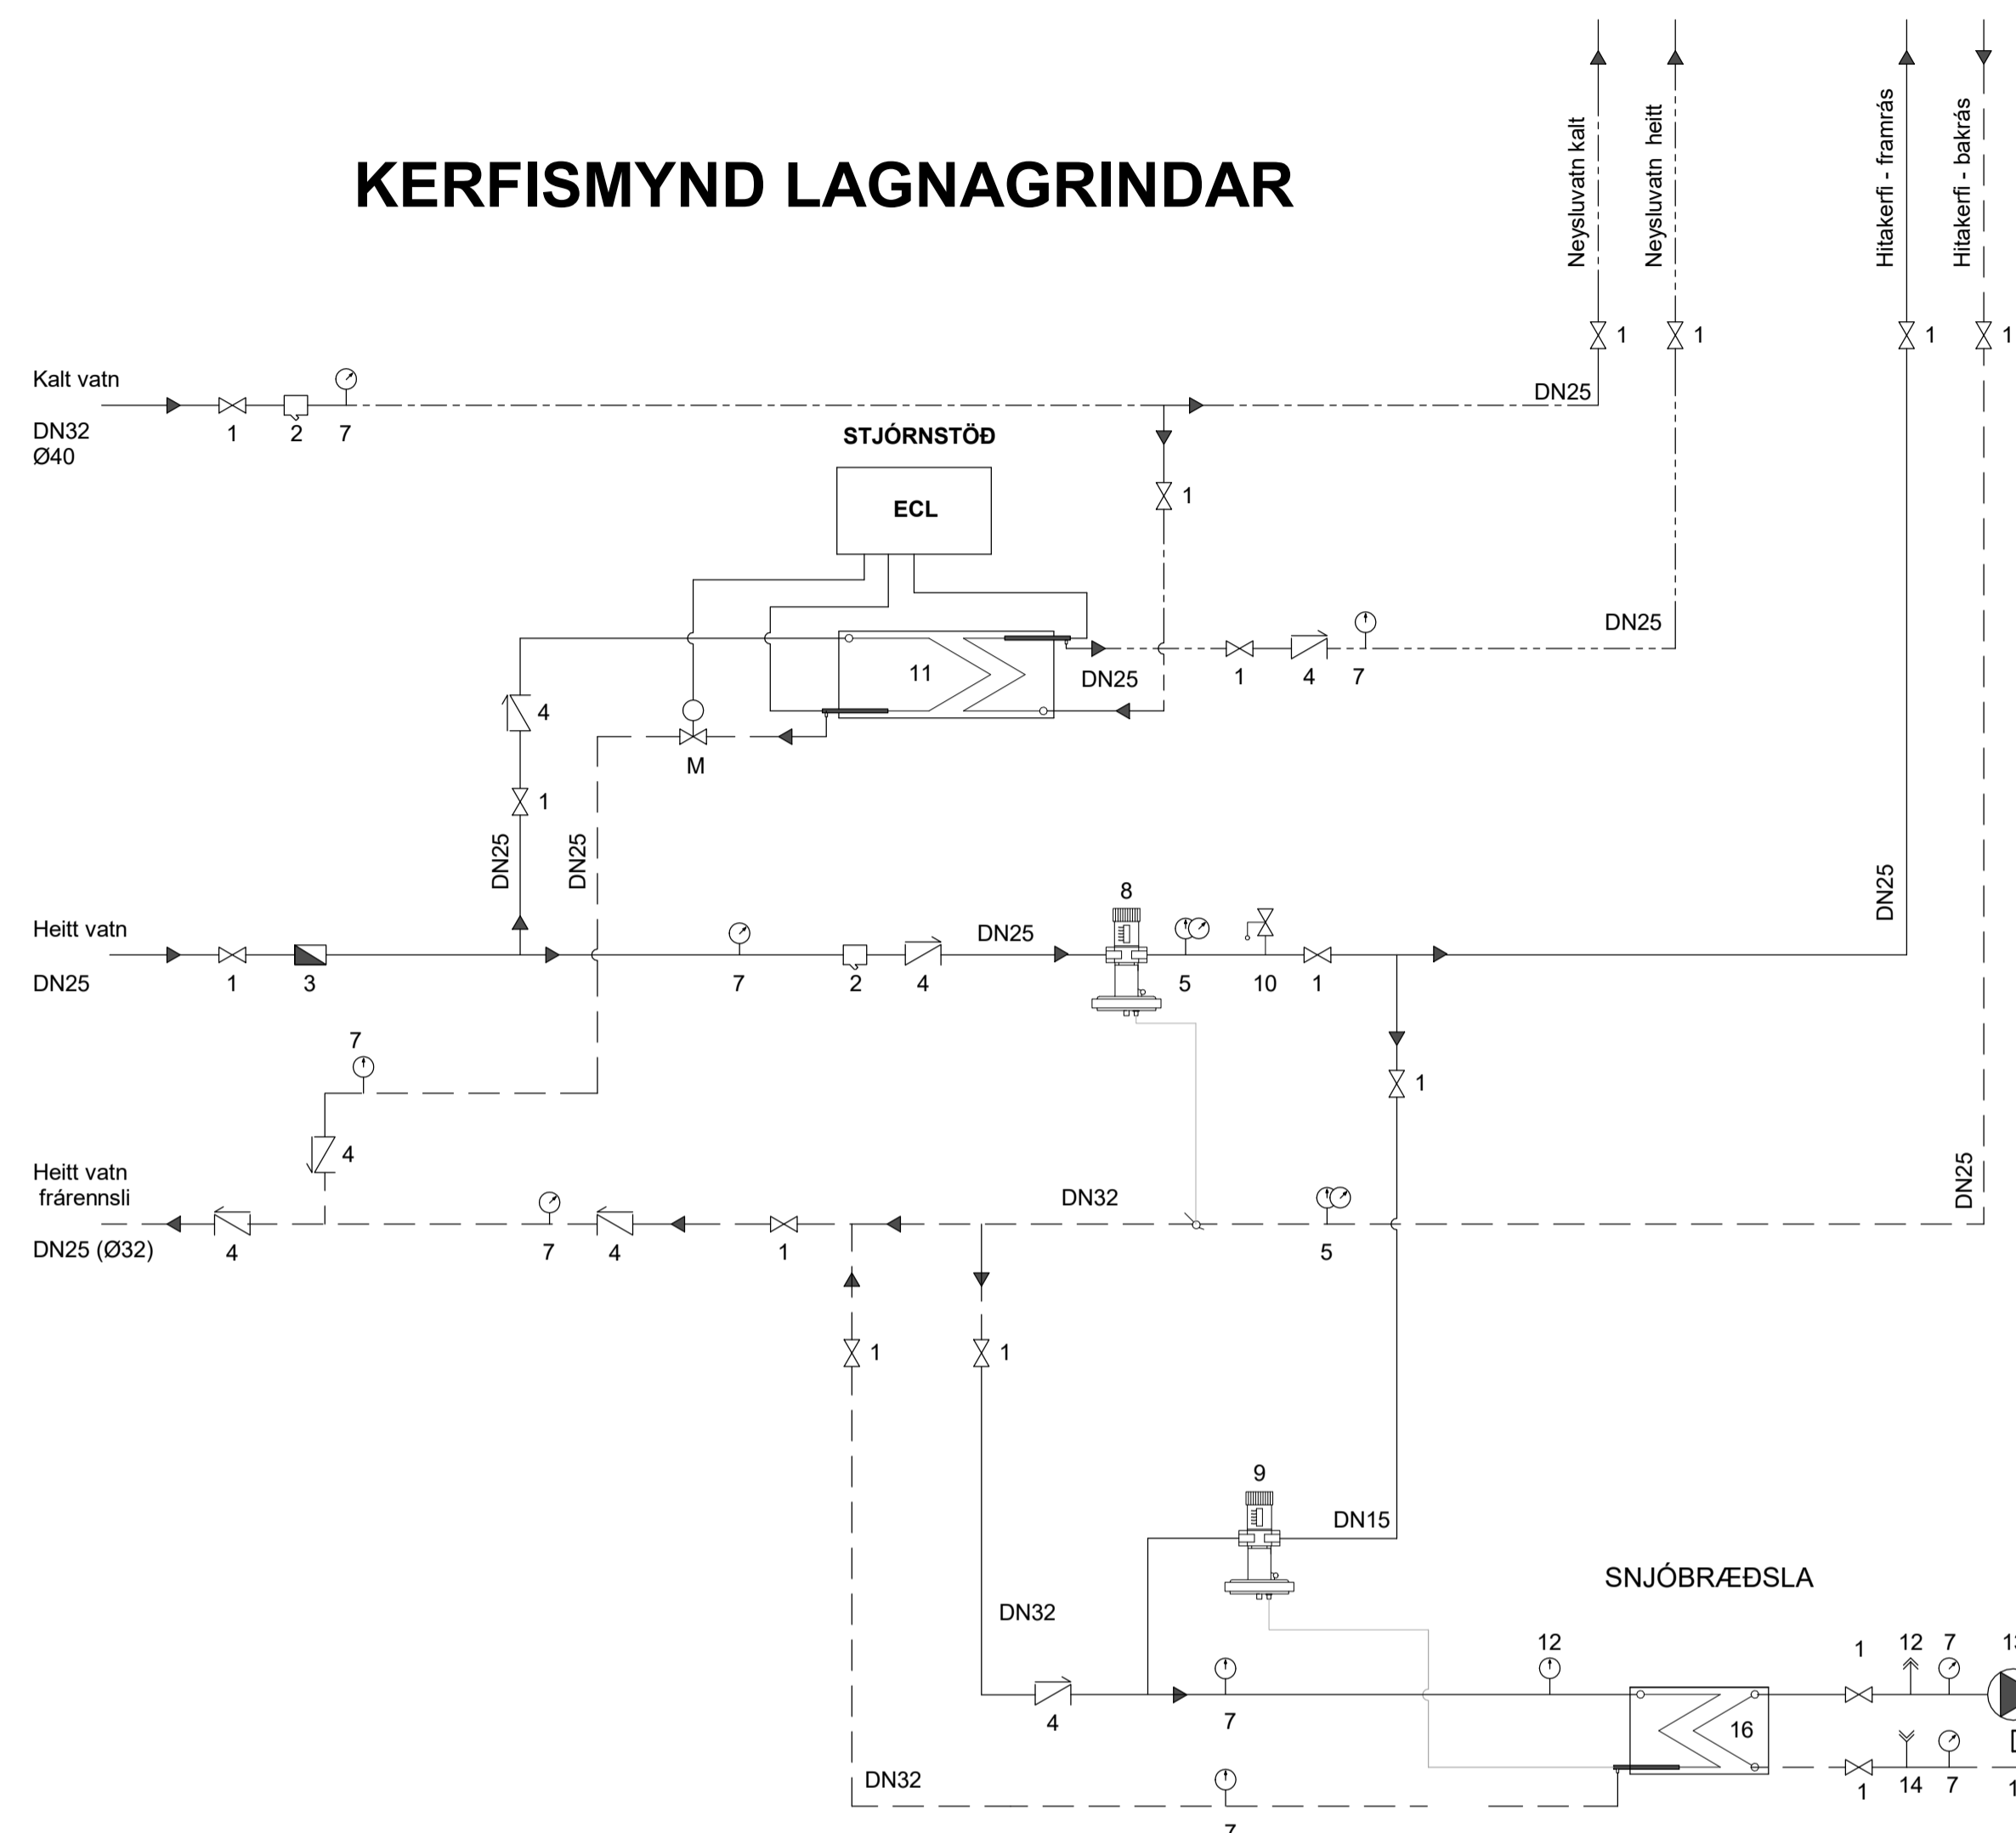 KERFISMYND LAGNAGRINDAR
Neysluvatn kalt
Neysluvatn heitt
Hitakerfi - framrás
Hitakerfi - bakrás
1
1
1
1
Kalt vatn
DN25
DN32
Ø40
1
2
7
STJÓRNSTÖÐ
ECL
1
DN25
11
DN25
1
4
7
4
M
1
DN25
DN25
DN25
8
Heitt vatn
DN25
DN25
1
3
7
2
4
5
10
1
7
1
4
Heitt vatn
frárennsli
DN32
DN25
DN25 (Ø32)
4
7
4
1
5
1
1
9
DN15
SNJÓBRÆÐSLA
DN32
12
1
12
7
4
7
16
DN32
1
14
7